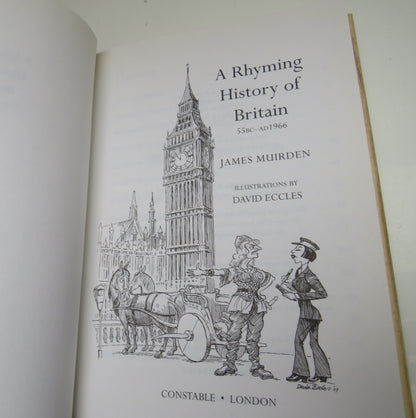 A Rhyming
History of
Britain
55BC–AD1966
JAMES MUIRDEN
ILLUSTRATIONS BY
DAVID ECCLES
CONSTABLE • LONDON